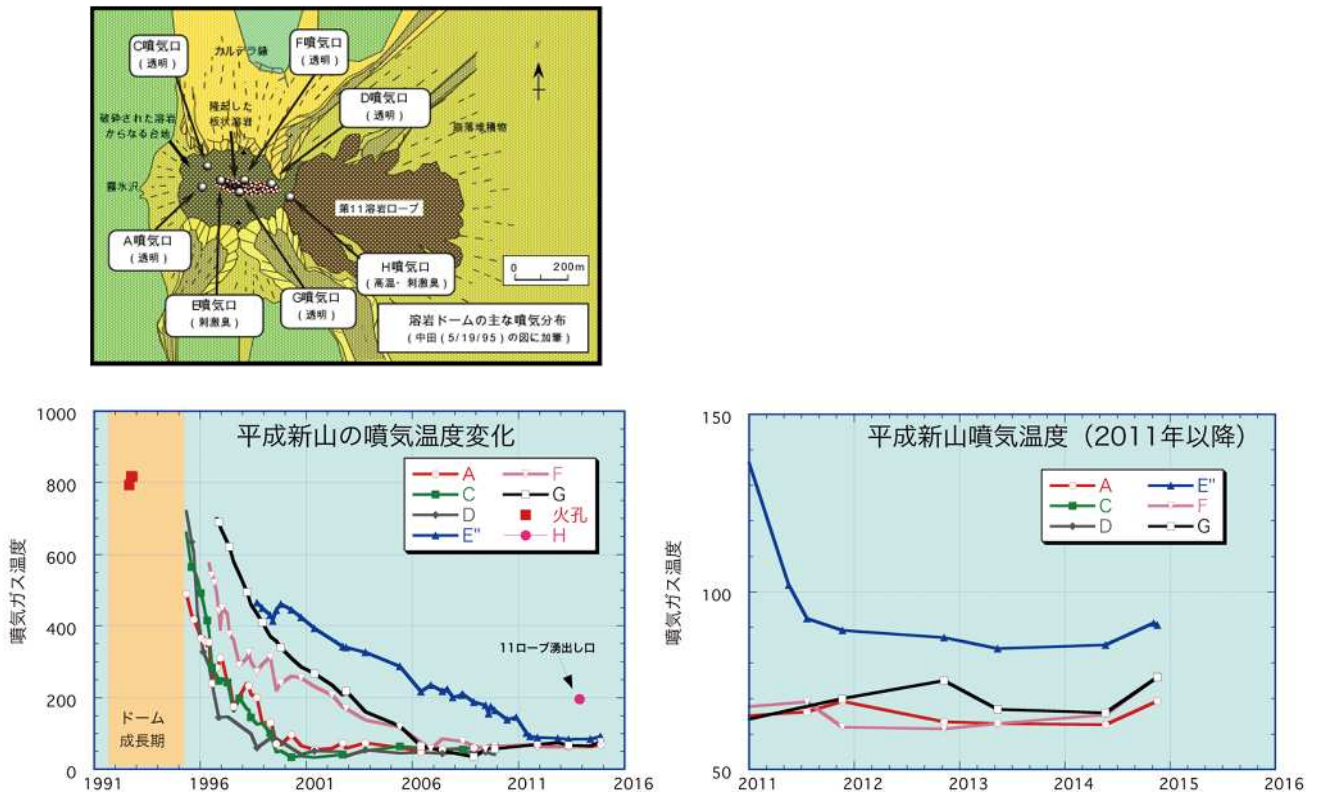 C噴気口
(透明)
カルデラ縁
F噴気口
(透明)
N
D噴気口
(透明)
破砕された溶岩
からなる台地
隆起した
板状溶岩
崩落堆積物
霧氷沢
第11溶岩ローブ
A噴気口
(透明)
H噴気口
(高温・刺激臭)
0 200m
E噴気口
(刺激臭)
G噴気口
(透明)
溶岩ドームの主な噴気分布
(中田(5/19/95)の図に加筆)
平成新山の噴気温度変化
噴気ガス温度
1000
800
600
400
200
0
A F
C G
D 火孔
E" H
11ローブ湧出し口
ドーム
成長期
1991 1996 2001 2006 2011 2016
平成新山噴気温度(2011年以降)
噴気ガス温度
150
100
50
A E"
C F
D G
2011 2012 2013 2014 2015 2016